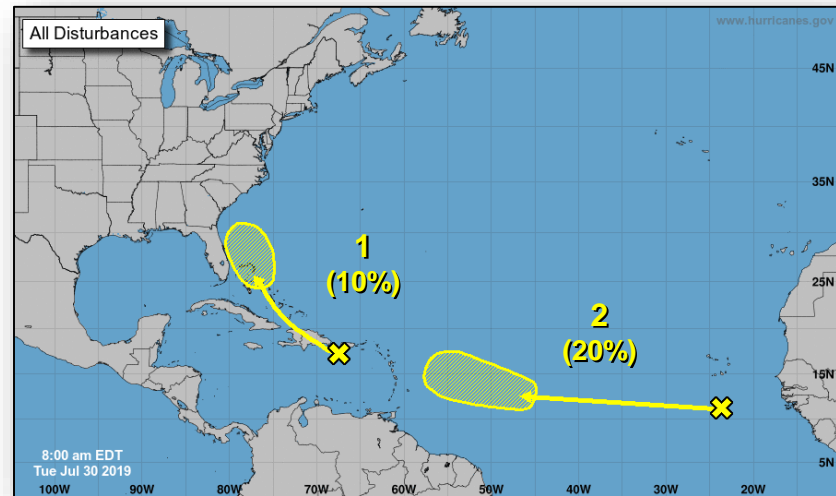 All Disturbances
www.hurricanes.gov
45N
35N
1
(10%)
25N
2
(20%)
15N
8:00 am EDT
Tue Jul 30 2019
5N
100W 90W 80W 70W 60W 50W 40W 30W 20W